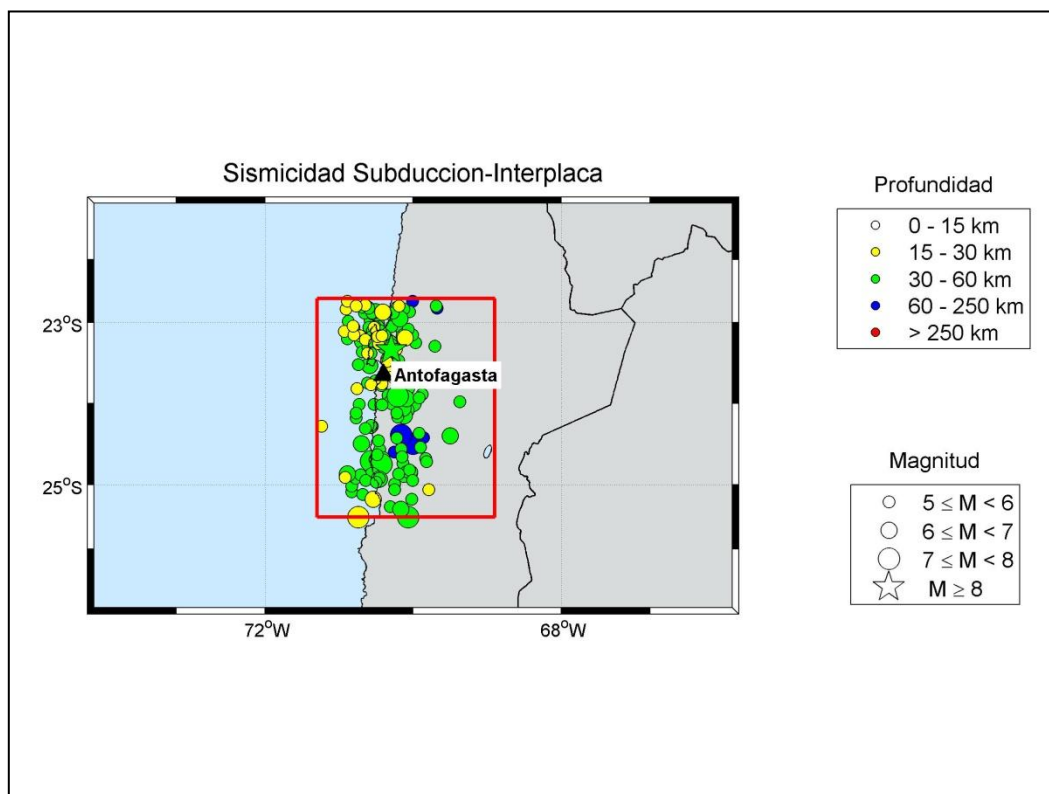 Sismicidad Subduccion-Interplaca
23°S
25°S
72°W
68°W
Antofagasta
Profundidad
0 - 15 km
15 - 30 km
30 - 60 km
60 - 250 km
> 250 km
Magnitud
5 ≤ M < 6
6 ≤ M < 7
7 ≤ M < 8
M ≥ 8